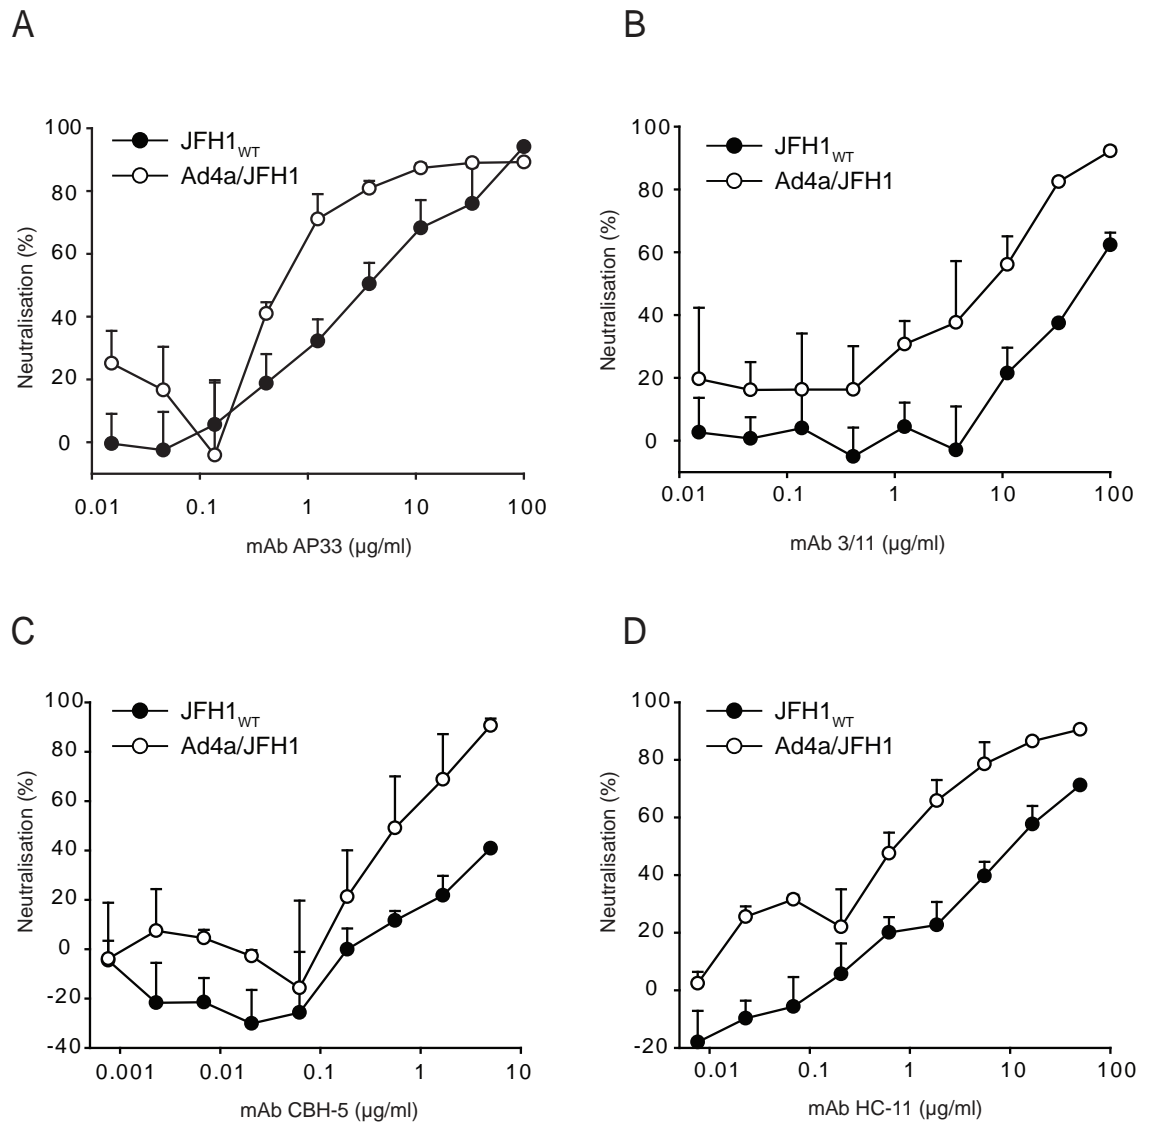 A
B
100
80
60
40
20
0
Neutralisation (%)
JFH1WT
Ad4a/JFH1
0.01 0.1 1 10 100
mAb AP33 (µg/ml)
100
80
60
40
20
0
Neutralisation (%)
JFH1WT
Ad4a/JFH1
0.01 0.1 1 10 100
mAb 3/11 (µg/ml)
C
D
100
80
60
40
20
0
-20
-40
Neutralisation (%)
JFH1WT
Ad4a/JFH1
0.001 0.01 0.1 1 10
mAb CBH-5 (µg/ml)
100
80
60
40
20
0
-20
Neutralisation (%)
JFH1WT
Ad4a/JFH1
0.01 0.1 1 10 100
mAb HC-11 (µg/ml)